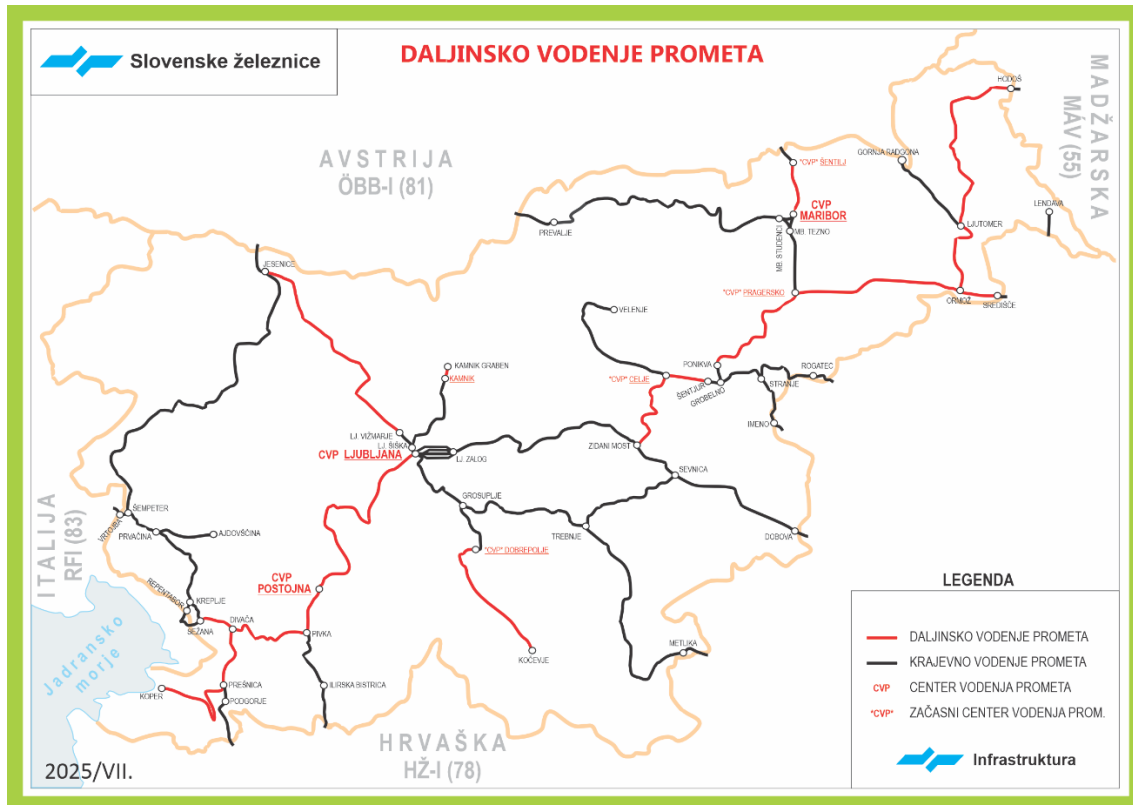 Slovenske železnice
DALJINSKO VODENJE PROMETA
MADŽARSKA
MÁV (55)
AVSTRIJA
ÖBB-I (81)
HODOŠ
GORNJA RADGONA
"CVP" ŠENTILJ
CVP
MARIBOR
LENDAVA
PREVALJE
MB. STUDENCI
MB. TEZNO
LJUTOMER
JESENICE
"CVP" PRAGERSKO
ORMOŽ
SREDIŠČE
VELENJE
KAMNIK GRABEN
KAMNIK
PONIKVA
ROGATEC
"CVP" CELJE
ŠENTJUR
GROBELNO
STRANJE
IMENO
LJ. VIŽMARJE
LJ. ŠIŠKA
CVP LJUBLJANA
LJ. ZALOG
ZIDANI MOST
SEVNICA
GROSUPLJE
ITALIJA
RFI (83)
ŠEMPETER
VRTOJBA
PRVAČINA
AJDOVŠČINA
TREBNJE
DOBOVA
"CVP" DOBREPOLJE
CVP
POSTOJNA
LEGENDA
REPENTABOR
KREPLJE
SEŽANA
DIVAČA
PIVKA
KOČEVJE
METLIKA
DALJINSKO VODENJE PROMETA
KRAJEVNO VODENJE PROMETA
CVP CENTER VODENJA PROMETA
"CVP" ZAČASNI CENTER VODENJA PROM.
Jadransko
morje
KOPER
PREŠNICA
PODGORJE
ILIRSKA BISTRICA
HRVAŠKA
HŽ-I (78)
Infrastruktura
2025/VII.